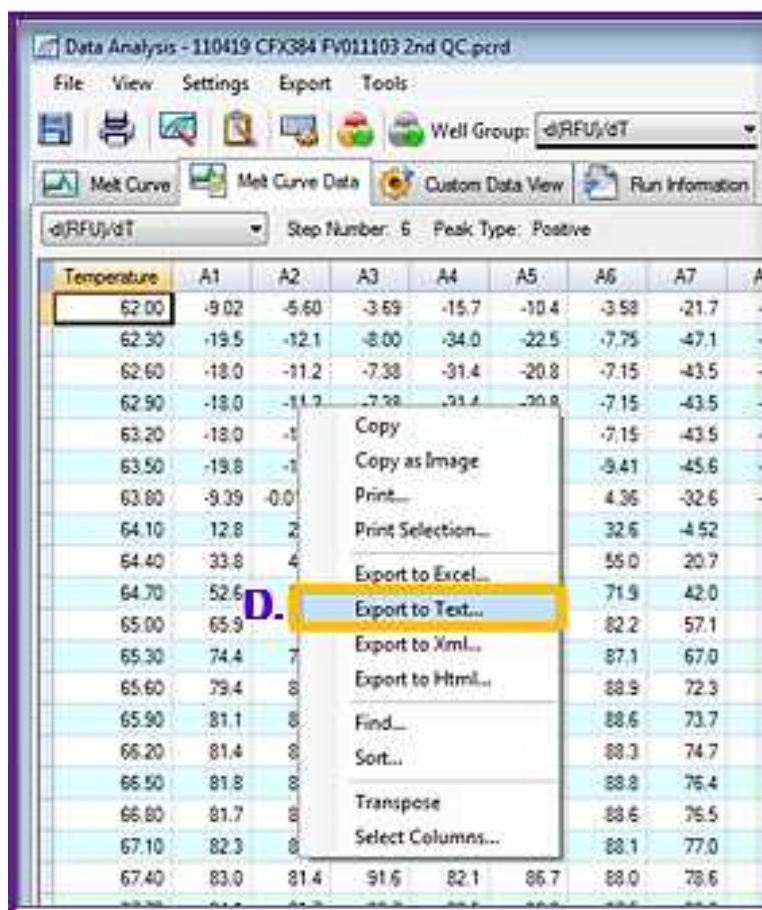 Data Analysis - 110419 CFX384 FV011103 2nd QC.pcrd
File View Settings Export Tools
Well Group: -d(RFU)/dT
Melt Curve Melt Curve Data Custom Data View Run Information
-d(RFU)/dT Step Number: 6 Peak Type: Positive
Temperature A1 A2 A3 A4 A5 A6 A7
62.00 -9.02 -5.60 -3.69 -15.7 -10.4 -3.58 -21.7
62.30 -19.5 -12.1 -8.00 -34.0 -22.5 -7.75 -47.1
62.60 -18.0 -11.2 -7.38 -31.4 -20.8 -7.15 -43.5
62.90 -18.0 -11.2 -7.38 -31.4 -20.8 -7.15 -43.5
63.20 -18.0 -7.15 -43.5
63.50 -19.8 -9.41 -45.6
63.80 -9.39 4.36 -32.6
64.10 12.8 32.6 -4.52
64.40 33.8 55.0 20.7
64.70 52.6 71.9 42.0
65.00 65.9 82.2 57.1
65.30 74.4 87.1 67.0
65.60 79.4 88.9 72.3
65.90 81.1 88.6 73.7
66.20 81.4 88.3 74.7
66.50 81.8 88.8 76.4
66.80 81.7 88.6 76.5
67.10 82.3 88.1 77.0
67.40 83.0 81.4 91.6 82.1 86.7 88.0 78.6
Copy
Copy as Image
Print...
Print Selection...
Export to Excel...
D. Export to Text...
Export to Xml...
Export to Html...
Find...
Sort...
Transpose
Select Columns...